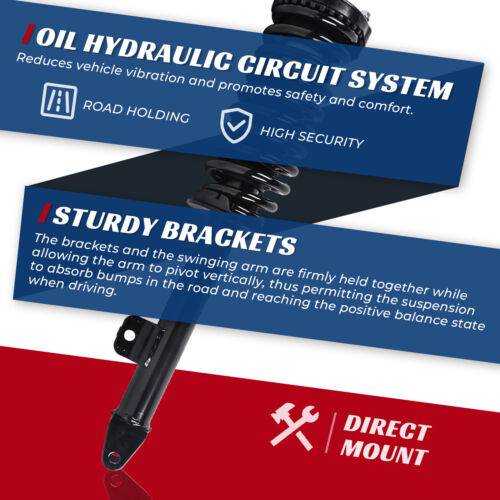 OIL HYDRAULIC CIRCUIT SYSTEM
Reduces vehicle vibration and promotes safety and comfort.
ROAD HOLDING
HIGH SECURITY
STURDY BRACKETS
The brackets and the swinging arm are firmly held together while
allowing the arm to pivot vertically, thus permitting the suspension
to absorb bumps in the road and reaching the positive balance state
when driving.
DIRECT
MOUNT